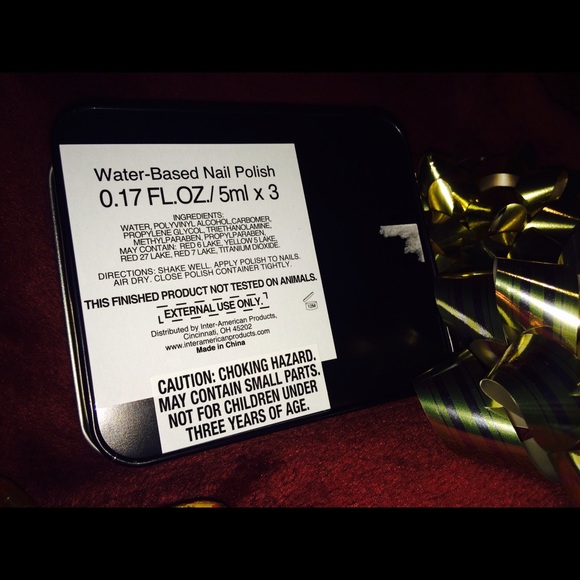 Water-Based Nail Polish
0.17 FL.OZ./ 5ml x 3
INGREDIENTS:
WATER, POLYVINYL ALCOHOL,CARBOMER,
PROPYLENE GLYCOL, TRIETHANOLAMINE,
METHYLPARABEN, PROPYLPARABEN.
MAY CONTAIN: RED 6 LAKE, YELLOW 5 LAKE,
RED 27 LAKE, RED 7 LAKE, TITANIUM DIOXIDE.
DIRECTIONS: SHAKE WELL. APPLY POLISH TO NAILS.
AIR DRY. CLOSE POLISH CONTAINER TIGHTLY.
THIS FINISHED PRODUCT NOT TESTED ON ANIMALS.
EXTERNAL USE ONLY.
Distributed by Inter-American Products,
Cincinnati, OH 45202
www.interamericanproducts.com
Made in China
12M
CAUTION: CHOKING HAZARD.
MAY CONTAIN SMALL PARTS.
NOT FOR CHILDREN UNDER
THREE YEARS OF AGE.